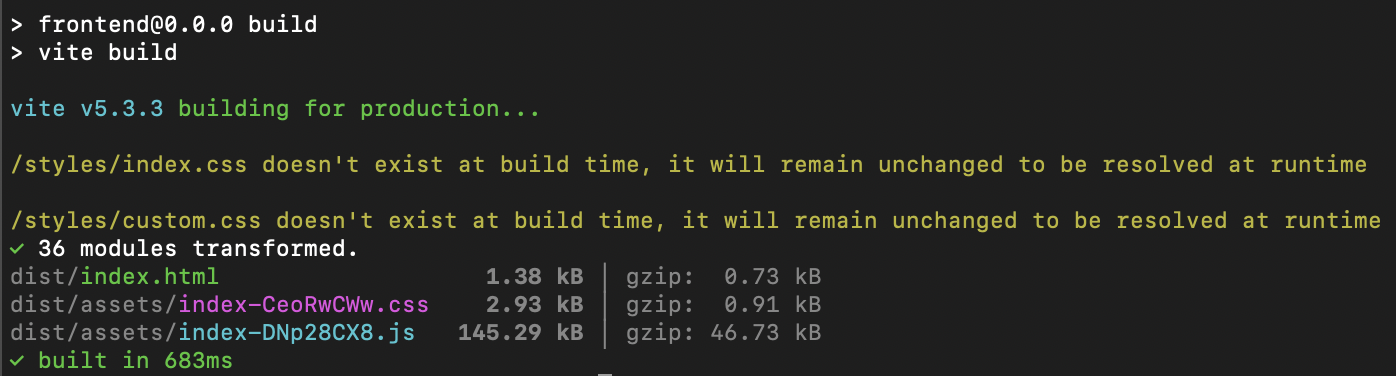 > frontend@0.0.0 build
> vite build
vite v5.3.3 building for production...
/styles/index.css doesn't exist at build time, it will remain unchanged to be resolved at runtime
/styles/custom.css doesn't exist at build time, it will remain unchanged to be resolved at runtime
✓ 36 modules transformed.
dist/index.html                  1.38 kB │ gzip:  0.73 kB
dist/assets/index-CeoRwCWw.css    2.93 kB │ gzip:  0.91 kB
dist/assets/index-DNp28CX8.js   145.29 kB │ gzip: 46.73 kB
✓ built in 683ms